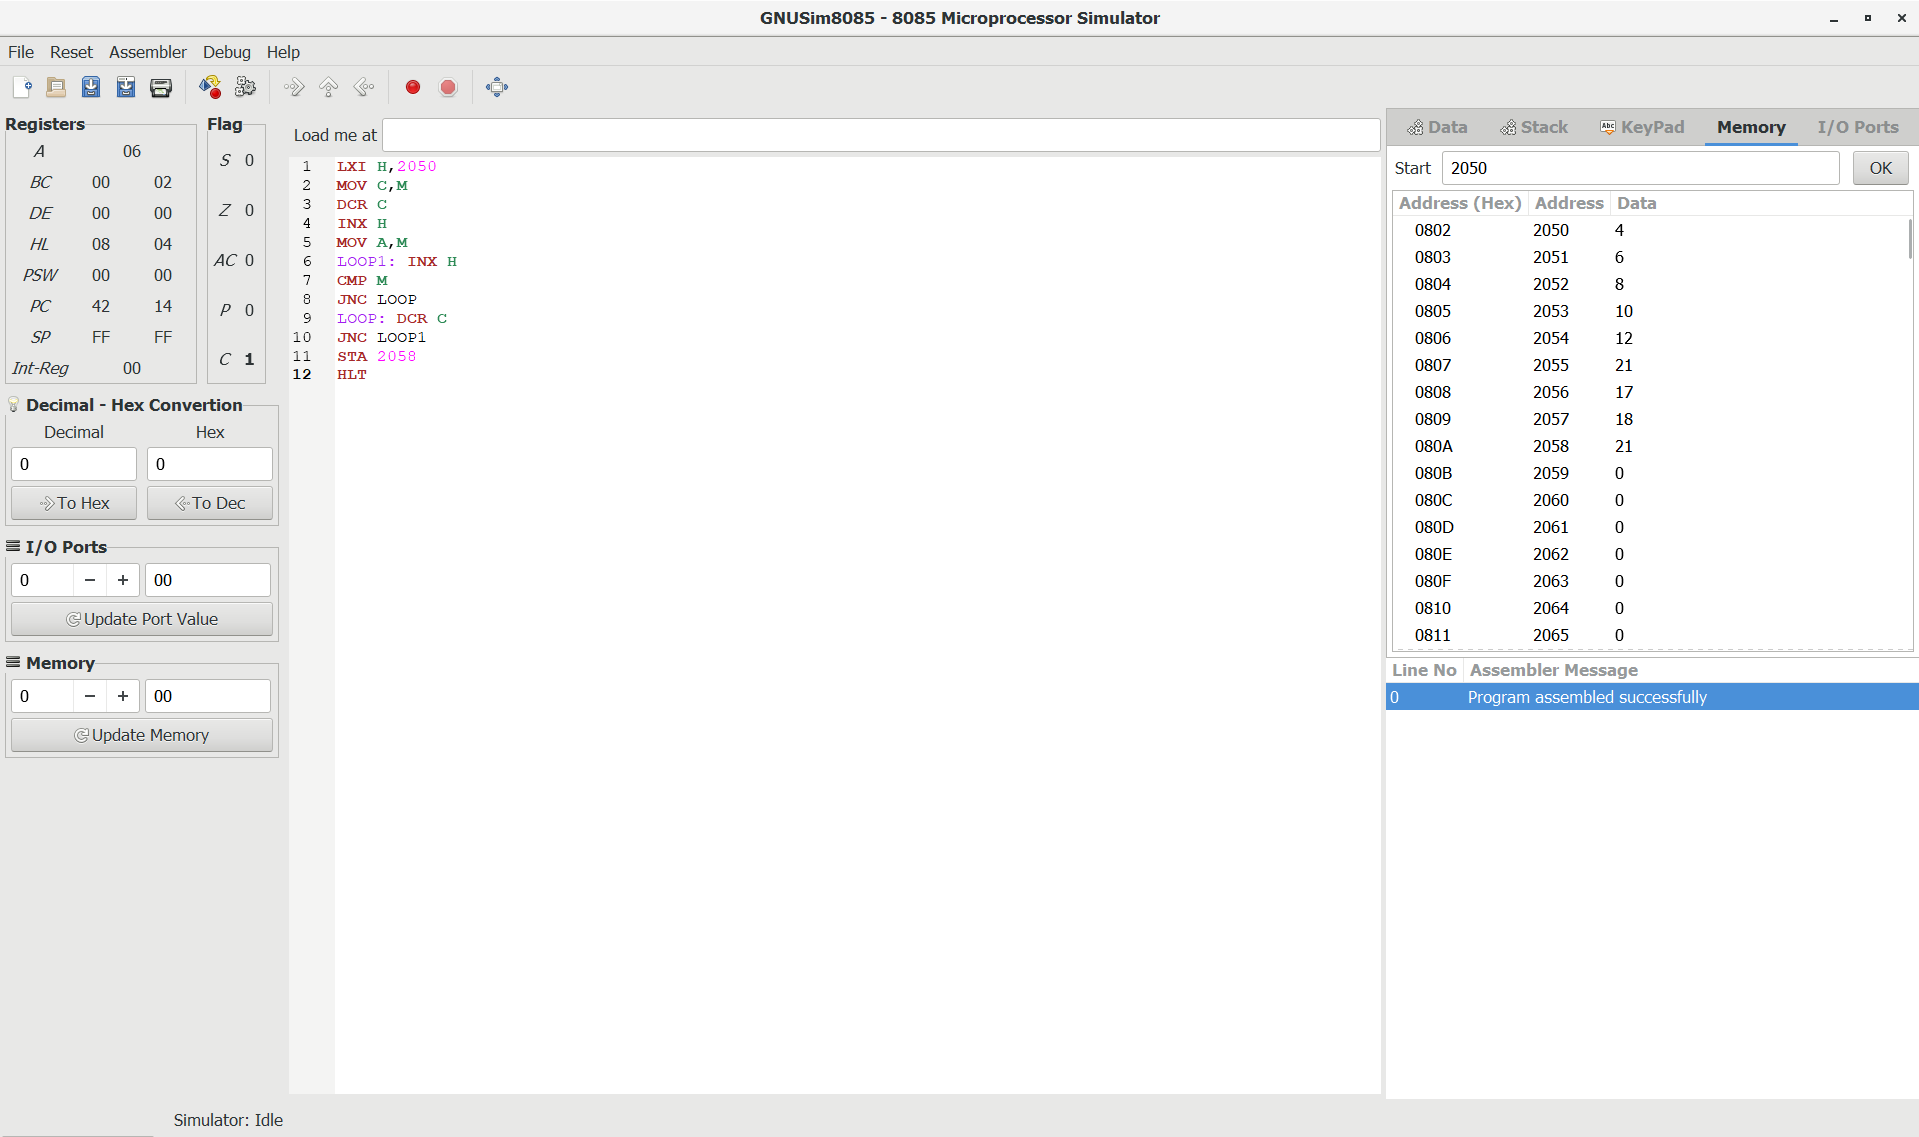 GNUSim8085 - 8085 Microprocessor Simulator
File Reset Assembler Debug Help
Registers
A 06
BC 00 02
DE 00 00
HL 08 04
PSW 00 00
PC 42 14
SP FF FF
Int-Reg 00
Flag
S 0
Z 0
AC 0
P 0
C 1
Decimal - Hex Convertion
Decimal Hex
0 0
To Hex To Dec
I/O Ports
0 − + 00
Update Port Value
Memory
0 − + 00
Update Memory
Load me at
1 LXI H,2050
2 MOV C,M
3 DCR C
4 INX H
5 MOV A,M
6 LOOP1: INX H
7 CMP M
8 JNC LOOP
9 LOOP: DCR C
10 JNC LOOP1
11 STA 2058
12 HLT
Data Stack Abc KeyPad Memory I/O Ports
Start 2050 OK
Address (Hex) Address Data
0802 2050 4
0803 2051 6
0804 2052 8
0805 2053 10
0806 2054 12
0807 2055 21
0808 2056 17
0809 2057 18
080A 2058 21
080B 2059 0
080C 2060 0
080D 2061 0
080E 2062 0
080F 2063 0
0810 2064 0
0811 2065 0
Line No Assembler Message
0 Program assembled successfully
Simulator: Idle